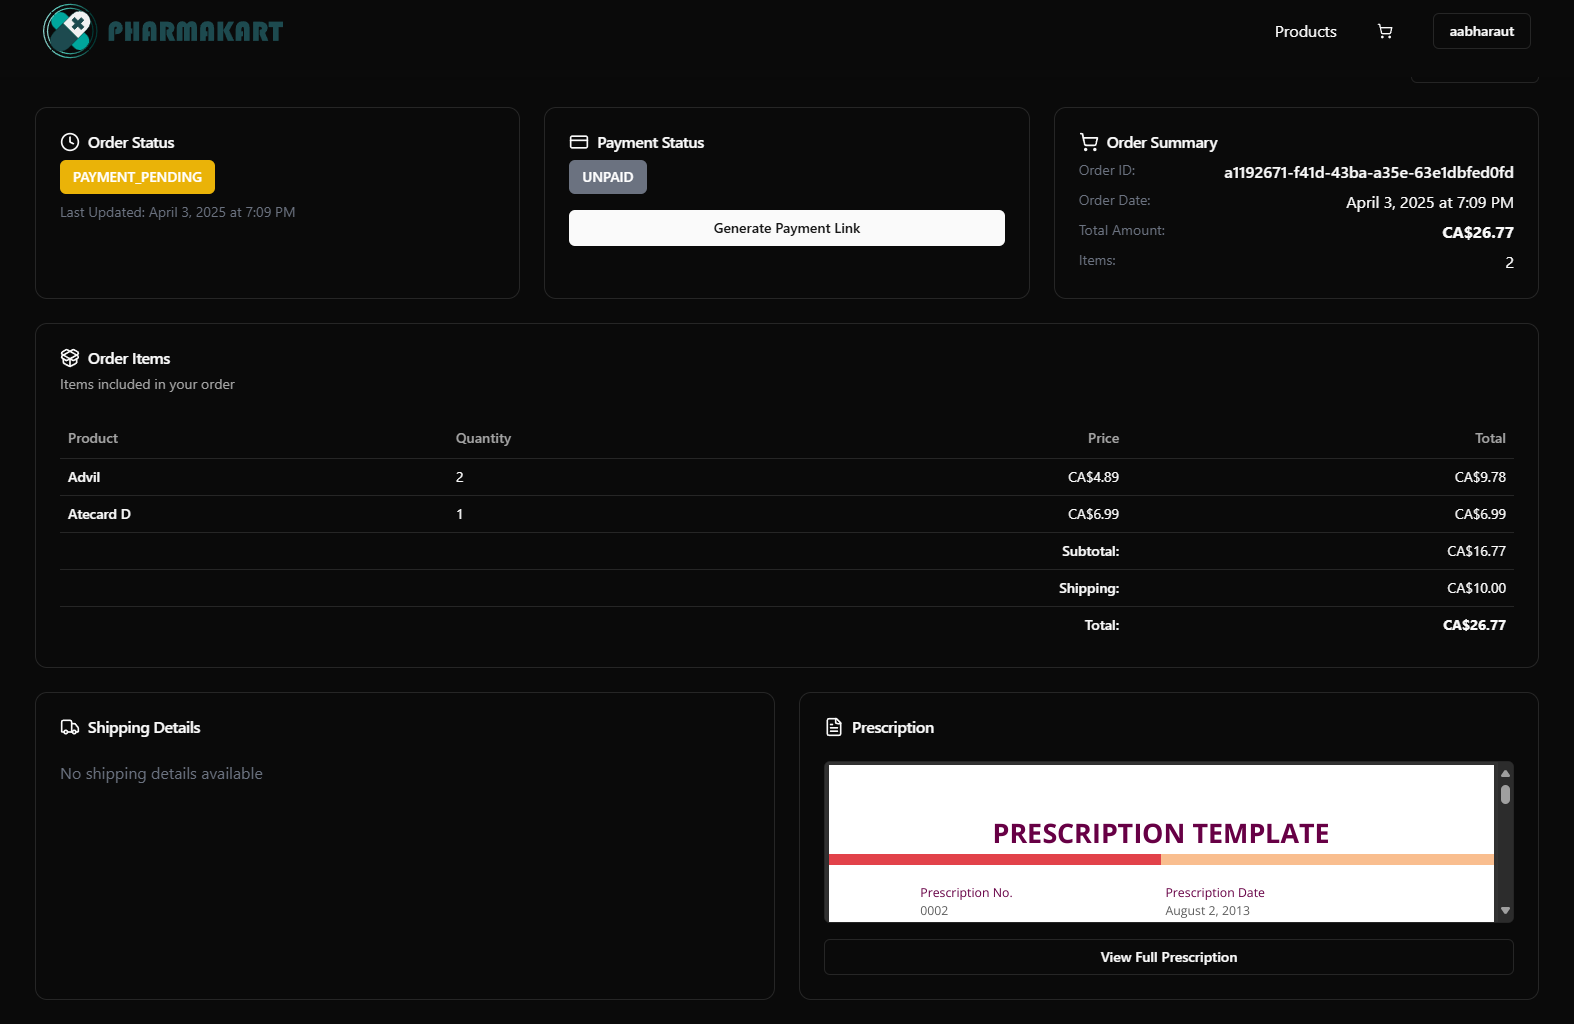 PHARMAKART
Products
aabharaut
Order Status
PAYMENT_PENDING
Last Updated: April 3, 2025 at 7:09 PM
Payment Status
UNPAID
Generate Payment Link
Order Summary
Order ID: a1192671-f41d-43ba-a35e-63e1dbfed0fd
Order Date: April 3, 2025 at 7:09 PM
Total Amount: CA$26.77
Items: 2
Order Items
Items included in your order
Product Quantity Price Total
Advil 2 CA$4.89 CA$9.78
Atecard D 1 CA$6.99 CA$6.99
Subtotal: CA$16.77
Shipping: CA$10.00
Total: CA$26.77
Shipping Details
No shipping details available
Prescription
PRESCRIPTION TEMPLATE
Prescription No. Prescription Date
0002 August 2, 2013
View Full Prescription